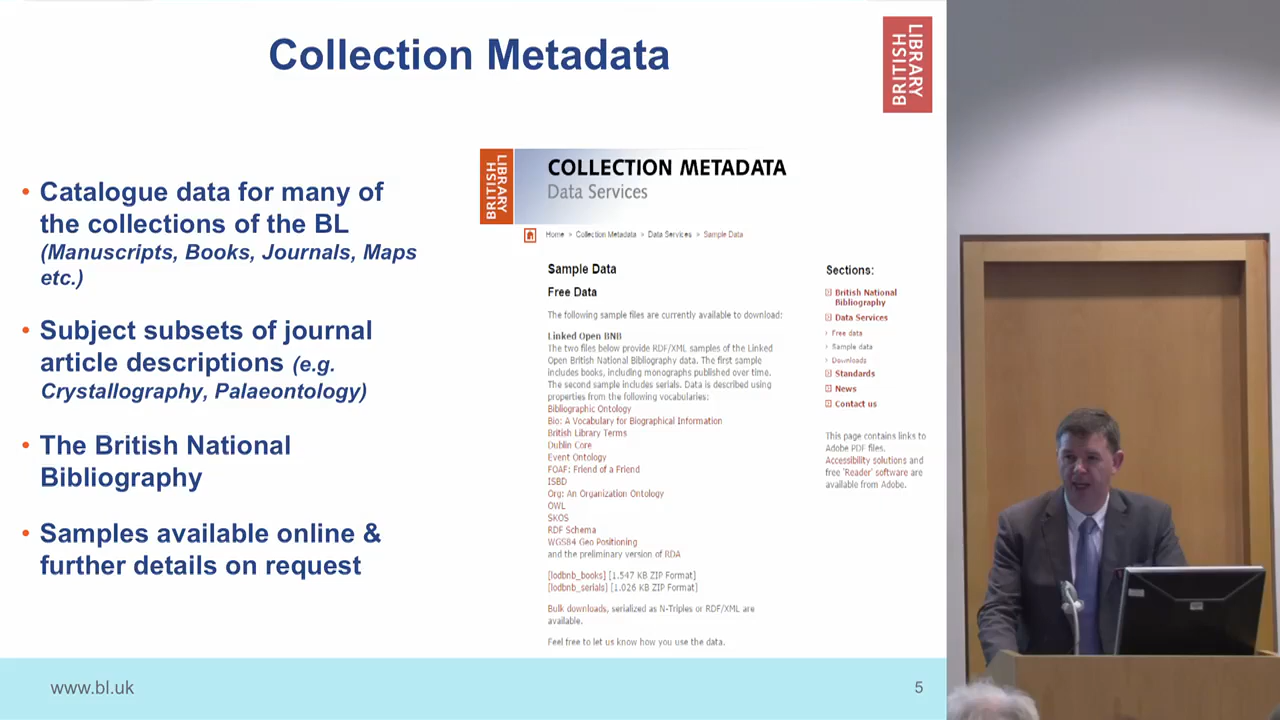 Collection Metadata
LIBRARY
BRITISH
• Catalogue data for many of
the collections of the BL
(Manuscripts, Books, Journals, Maps
etc.)
• Subject subsets of journal
article descriptions (e.g.
Crystallography, Palaeontology)
• The British National
Bibliography
• Samples available online &
further details on request
LIBRARY
BRITISH
COLLECTION METADATA
Data Services
Home > Collection Metadata > Data Services > Sample Data
Sample Data
Free Data
The following sample files are currently available to download:
Linked Open BNB
The two files below provide RDF/XML samples of the Linked
Open British National Bibliography data. The first sample
includes books, including monographs published over time.
The second sample includes serials. Data is described using
properties from the following vocabularies:
Bibliographic Ontology
Bio: A Vocabulary for Biographical Information
British Library Terms
Dublin Core
Event Ontology
FOAF: Friend of a Friend
ISBD
Org: An Organization Ontology
OWL
SKOS
RDF Schema
WGS84 Geo Positioning
and the preliminary version of RDA
[lodbnb_books] [1.547 KB ZIP Format]
[lodbnb_serials] [1.026 KB ZIP Format]
Bulk downloads, serialized as N-Triples or RDF/XML are
available.
Feel free to let us know how you use the data.
Sections:
British National
Bibliography
Data Services
› Free data
› Sample data
› Downloads
Standards
News
Contact us
This page contains links to
Adobe PDF files.
Accessibility solutions and
free 'Reader' software are
available from Adobe.
www.bl.uk
5